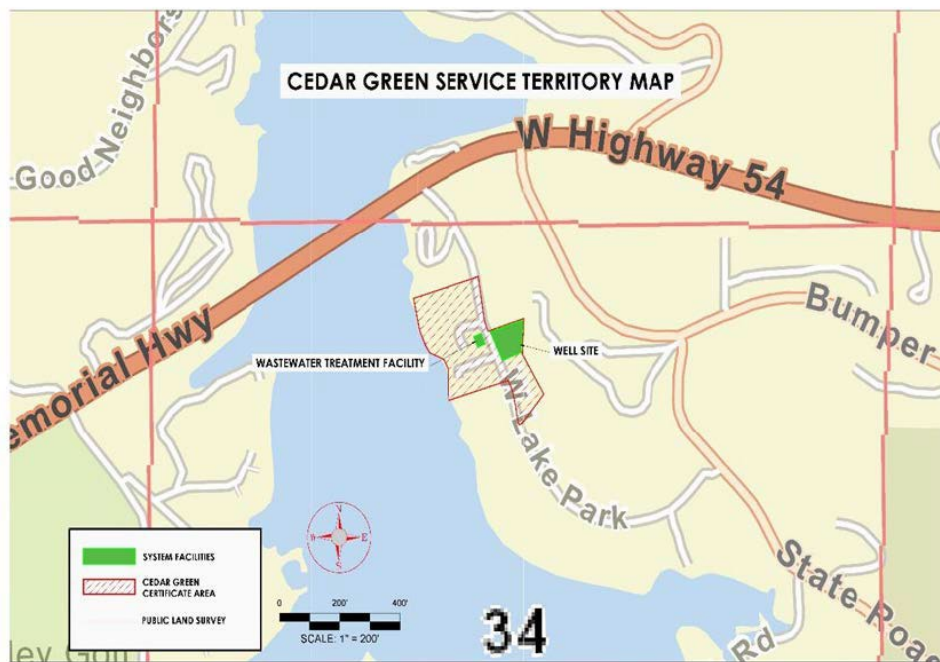 CEDAR GREEN SERVICE TERRITORY MAP
Good Neighbors
W Highway 54
Bumper
WELL SITE
WASTEWATER TREATMENT FACILITY
emorial Hwy
W Lake Park
State Road
Rd
N
W E
S
SYSTEM FACILITIES
CEDAR GREEN
CERTIFICATE AREA
PUBLIC LAND SURVEY
0 200' 400'
SCALE: 1" = 200'
34
ley Golf